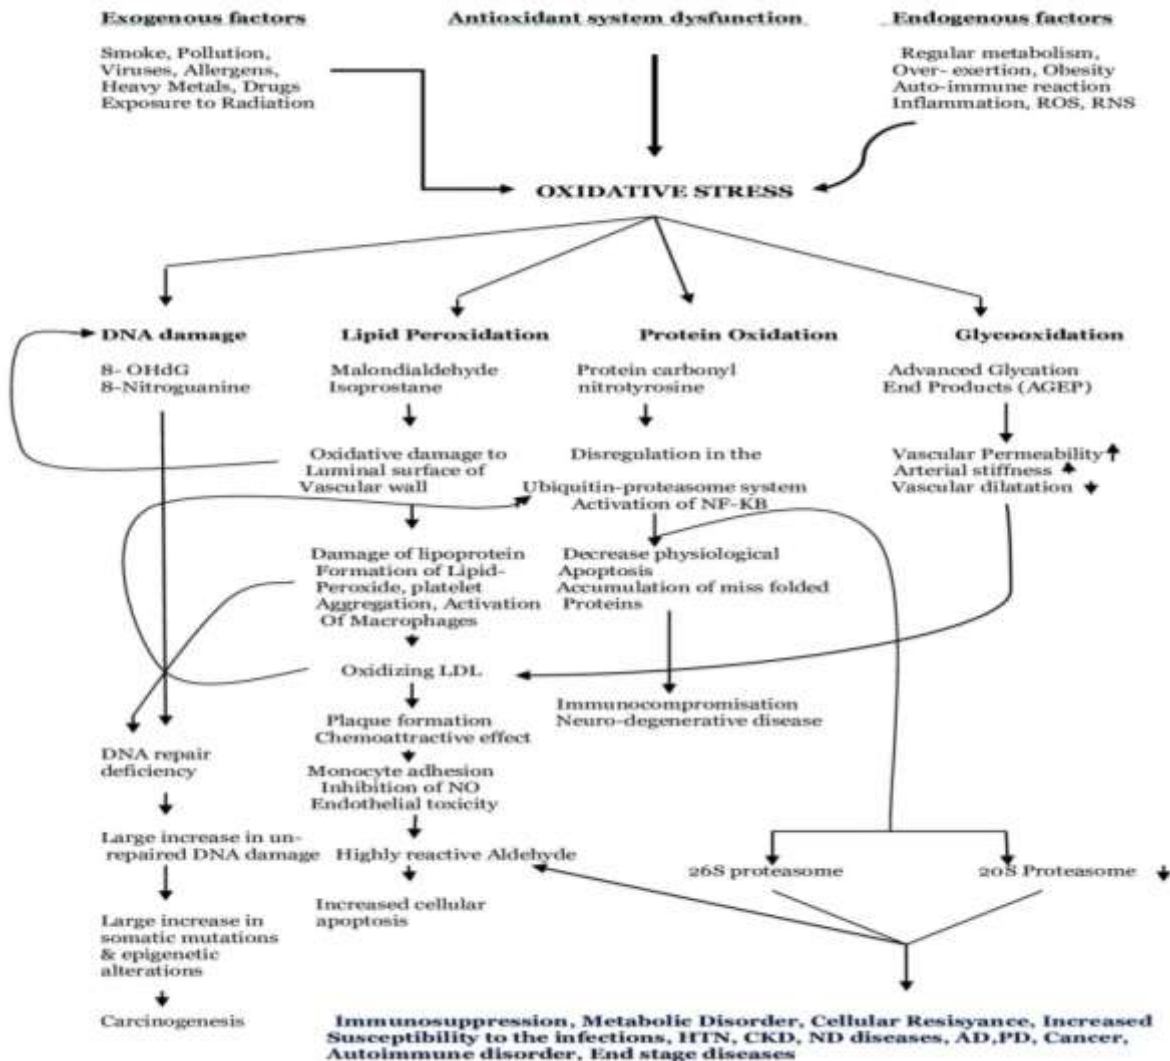 Exogenous factors
Antioxidant system dysfunction
Endogenous factors
Smoke, Pollution,
Viruses, Allergens,
Heavy Metals, Drugs
Exposure to Radiation
Regular metabolism,
Over- exertion, Obesity
Auto-immune reaction
Inflammation, ROS, RNS
OXIDATIVE STRESS
DNA damage
Lipid Peroxidation
Protein Oxidation
Glycooxidation
8- OHdG
8-Nitroguanine
Malondialdehyde
Isoprostane
Protein carbonyl
nitrotyrosine
Advanced Glycation
End Products (AGEP)
Oxidative damage to
Luminal surface of
Vascular wall
Disregulation in the
Ubiquitin-proteasome system
Activation of NF-KB
Vascular Permeability
Arterial stiffness
Vascular dilatation
Damage of lipoprotein
Formation of Lipid-
Peroxide, platelet
Aggregation, Activation
Of Macrophages
Decrease physiological
Apoptosis
Accumulation of miss folded
Proteins
Oxidizing LDL
Immunocompromisation
Neuro-degenerative disease
Plaque formation
Chemoattractive effect
DNA repair
deficiency
Monocyte adhesion
Inhibition of NO
Endothelial toxicity
Large increase in un-
repaired DNA damage
Highly reactive Aldehyde
26S proteasome
20S Proteasome
Increased cellular
apoptosis
Large increase in
somatic mutations
& epigenetic
alterations
Carcinogenesis
Immunosuppression, Metabolic Disorder, Cellular Resisyance, Increased
Susceptibility to the infections, HTN, CKD, ND diseases, AD,PD, Cancer,
Autoimmune disorder, End stage diseases